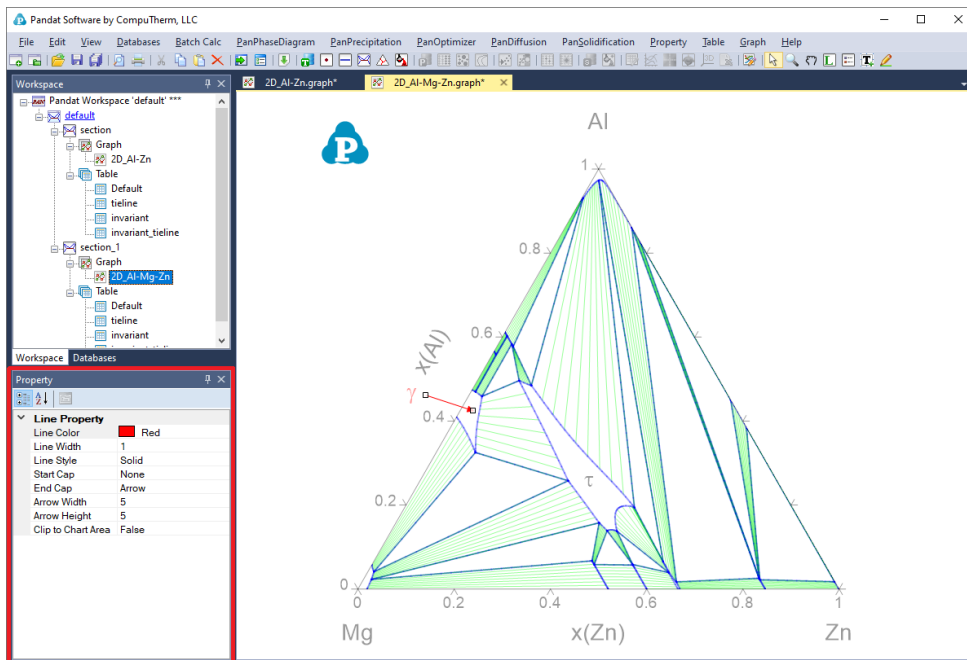 Pandat Software by CompuTherm, LLC
File Edit View Databases Batch Calc PanPhaseDiagram PanPrecipitation PanOptimizer PanDiffusion PanSolidification Property Table Graph Help
Workspace
2D_Al-Zn.graph* 2D_Al-Mg-Zn.graph*
Pandat Workspace 'default' ***
default
section
Graph
2D_Al-Zn
Table
Default
tieline
invariant
invariant_tieline
section_1
Graph
2D_Al-Mg-Zn
Table
Default
tieline
invariant
Workspace Databases
Property
Line Property
Line Color Red
Line Width 1
Line Style Solid
Start Cap None
End Cap Arrow
Arrow Width 5
Arrow Height 5
Clip to Chart Area False
P
Al
1
0.8
0.6
x(Al)
γ
0.4
τ
0.2
0
0 0.2 0.4 0.6 0.8 1
Mg x(Zn) Zn